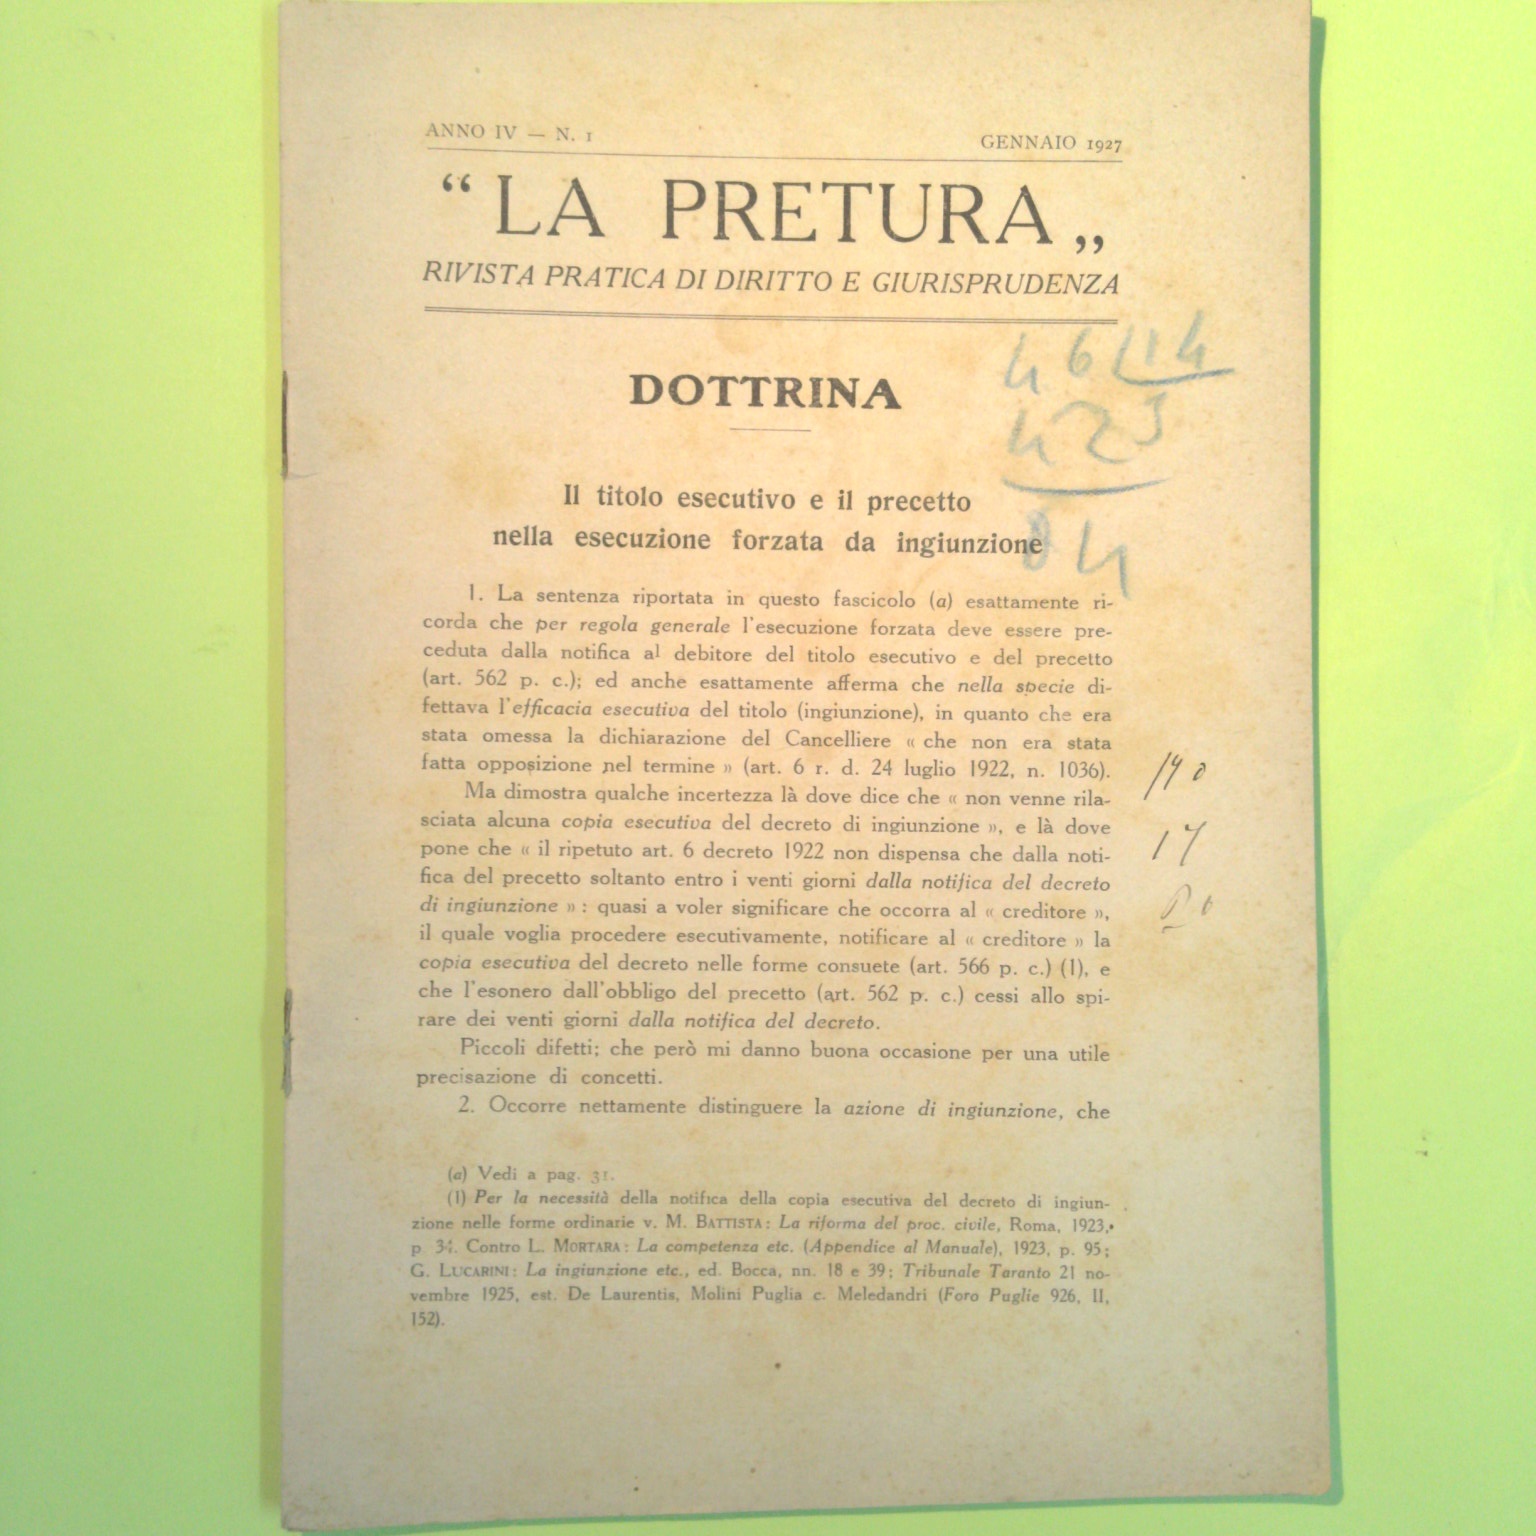 ANNO IV — N. 1
GENNAIO 1927
“ LA PRETURA „
RIVISTA PRATICA DI DIRITTO E GIURISPRUDENZA
DOTTRINA
Il titolo esecutivo e il precetto
nella esecuzione forzata da ingiunzione
1. La sentenza riportata in questo fascicolo (a) esattamente ri-
corda che per regola generale l'esecuzione forzata deve essere pre-
ceduta dalla notifica al debitore del titolo esecutivo e del precetto
(art. 562 p. c.); ed anche esattamente afferma che nella specie di-
fettava l'efficacia esecutiva del titolo (ingiunzione), in quanto che era
stata omessa la dichiarazione del Cancelliere « che non era stata
fatta opposizione nel termine » (art. 6 r. d. 24 luglio 1922, n. 1036).
Ma dimostra qualche incertezza là dove dice che « non venne rila-
sciata alcuna copia esecutiva del decreto di ingiunzione », e là dove
pone che « il ripetuto art. 6 decreto 1922 non dispensa che dalla noti-
fica del precetto soltanto entro i venti giorni dalla notifica del decreto
di ingiunzione » : quasi a voler significare che occorra al « creditore »,
il quale voglia procedere esecutivamente, notificare al « creditore » la
copia esecutiva del decreto nelle forme consuete (art. 566 p. c.) (1), e
che l'esonero dall'obbligo del precetto (art. 562 p. c.) cessi allo spi-
rare dei venti giorni dalla notifica del decreto.
Piccoli difetti; che però mi danno buona occasione per una utile
precisazione di concetti.
2. Occorre nettamente distinguere la azione di ingiunzione, che
(a) Vedi a pag. 31.
(1) Per la necessità della notifica della copia esecutiva del decreto di ingiun-
zione nelle forme ordinarie v. M. BATTISTA: La riforma del proc. civile, Roma, 1923,
p. Contro L. MORTARA: La competenza etc. (Appendice al Manuale), 1923, p. 95;
G. LUCARINI: La ingiunzione etc., ed. Bocca, nn. 18 e 39; Tribunale Taranto 21 no-
vembre 1925, est. De Laurentis, Molini Puglia c. Meledandri (Foro Puglie 926, II,
152).